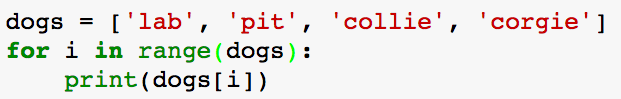 dogs = ['lab', 'pit', 'collie', 'corgie']
for i in range(dogs):
    print(dogs[i])